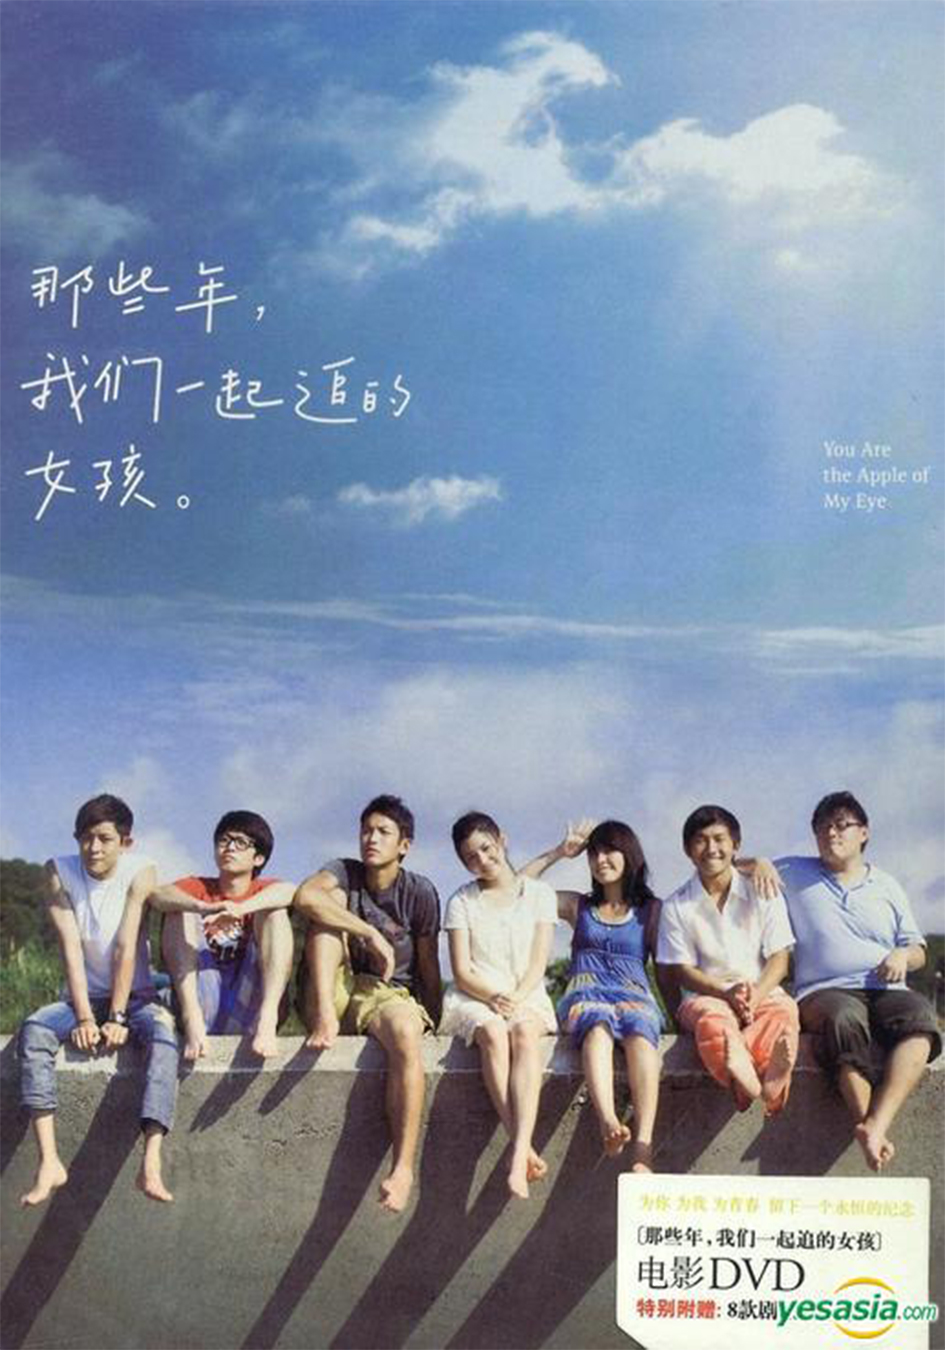 那些年，
我们一起追的
女孩。
You Are
the Apple of
My Eye
为你 为我 为青春 留下一个永恒的纪念
[那些年，我们一起追的女孩]
电影DVD
特别附赠：8款剧
yesasia.com